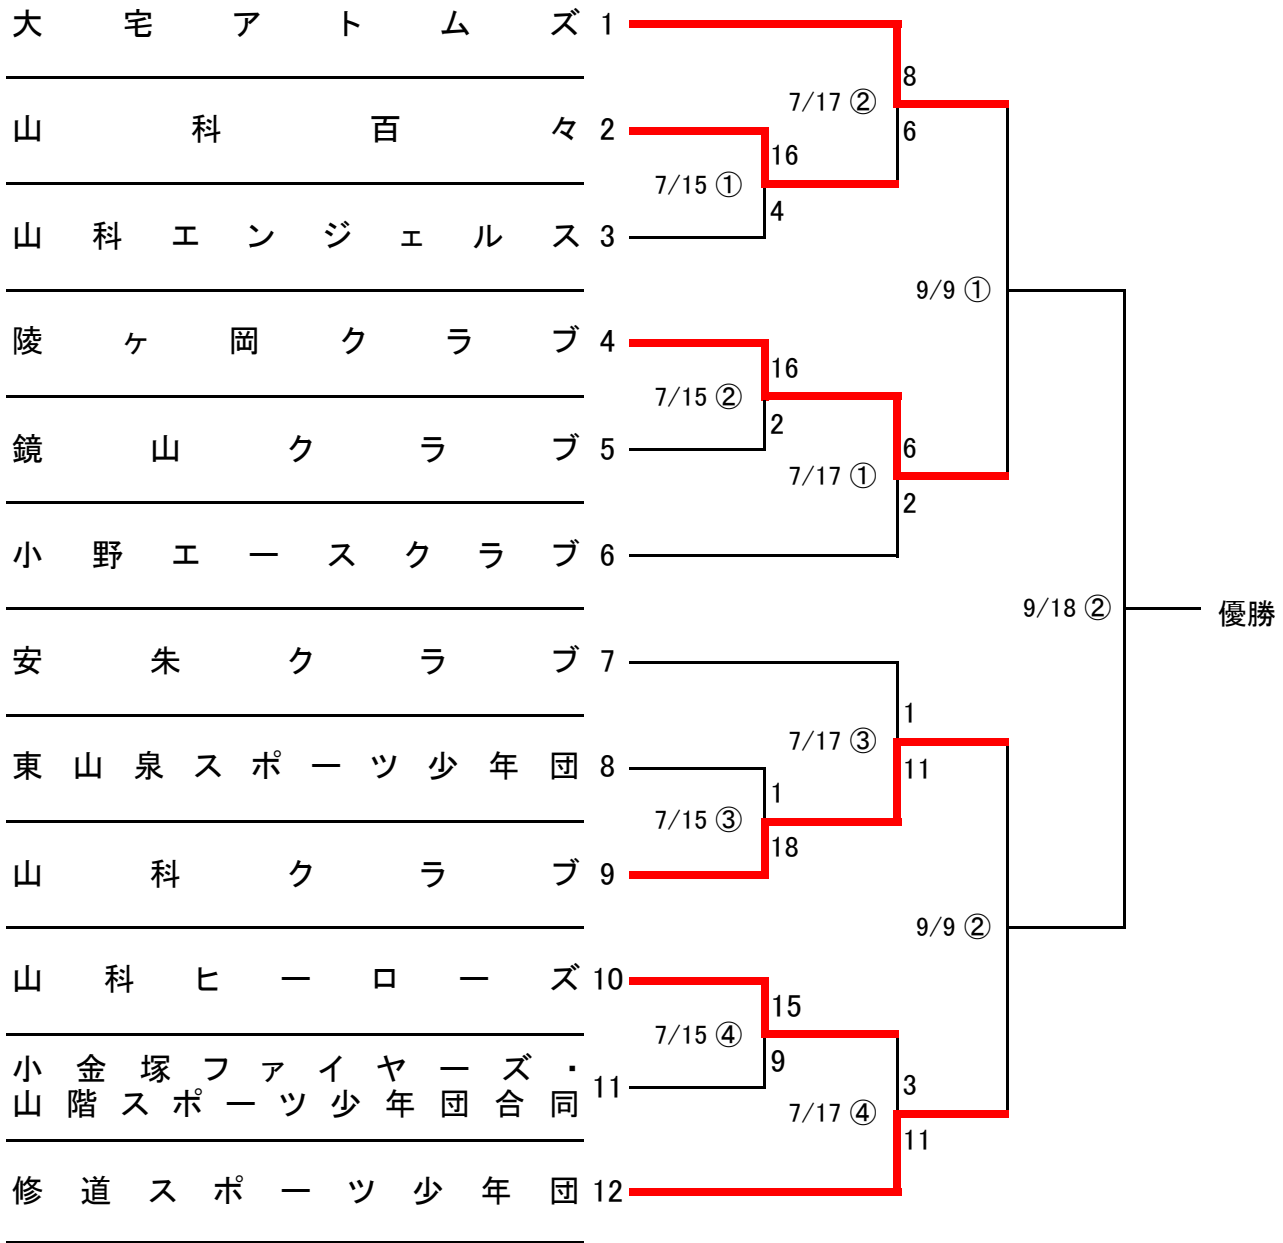 大宅アトムズ 1
8
7/17 ②
山科百々 2
6
16
7/15 ①
4
山科エンジェルス 3
9/9 ①
陵ヶ岡クラブ 4
16
7/15 ②
2
鏡山クラブ 5
6
7/17 ①
2
小野エースクラブ 6
9/18 ②
優勝
安朱クラブ 7
1
7/17 ③
11
東山泉スポーツ少年団 8
1
7/15 ③
18
山科クラブ 9
9/9 ②
山科ヒーローズ 10
15
7/15 ④
9
小金塚ファイヤーズ・
山階スポーツ少年団合同
11
3
7/17 ④
11
修道スポーツ少年団 12